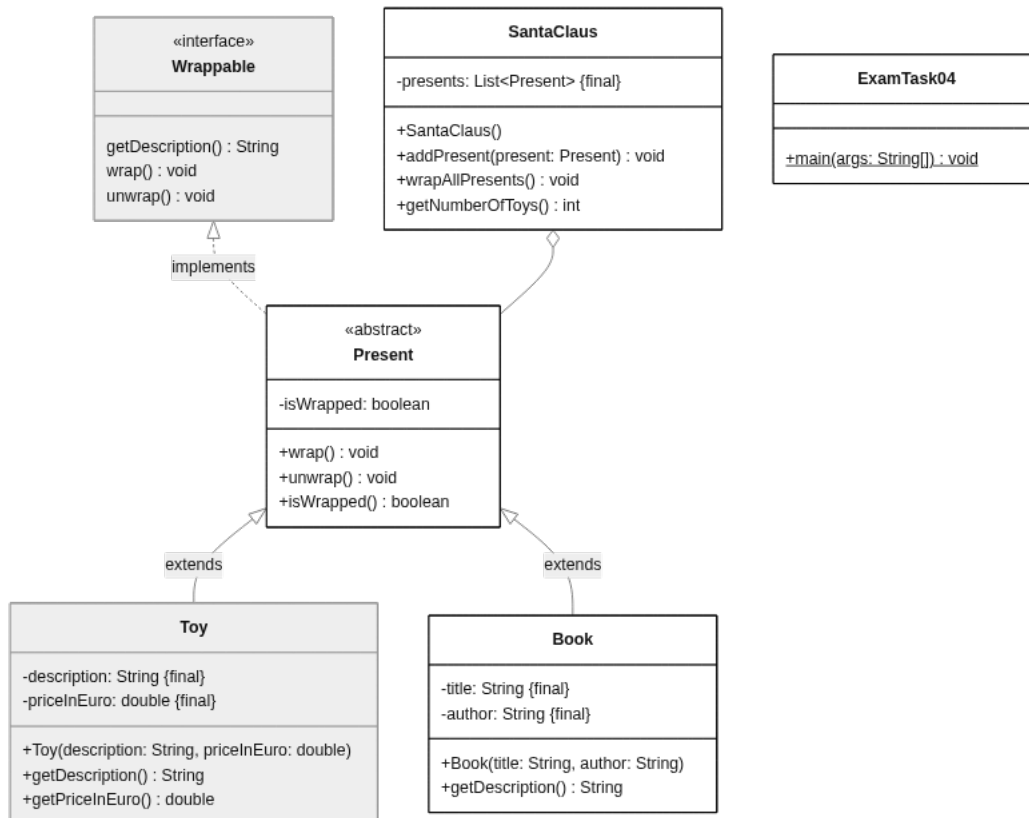 «interface»
Wrappable
getDescription() : String
wrap() : void
unwrap() : void
SantaClaus
-presents: List<Present> {final}
+SantaClaus()
+addPresent(present: Present) : void
+wrapAllPresents() : void
+getNumberOfToys() : int
ExamTask04
+main(args: String[]) : void
implements
«abstract»
Present
-isWrapped: boolean
+wrap() : void
+unwrap() : void
+isWrapped() : boolean
extends
extends
Toy
-description: String {final}
-priceInEuro: double {final}
+Toy(description: String, priceInEuro: double)
+getDescription() : String
+getPriceInEuro() : double
Book
-title: String {final}
-author: String {final}
+Book(title: String, author: String)
+getDescription() : String